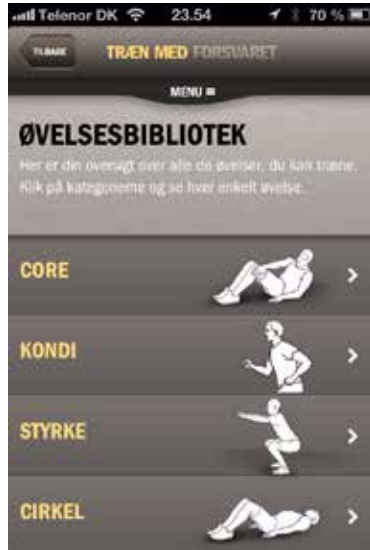 Telenor DK 23.54 70 %
TILBAGE TRÆN MED FORSVARET
MENU
ØVELSESBIBLIOTEK
Her er din oversigt over alle de øvelser, du kan træne.
Klik på kategorierne og se hver enkelt øvelse.
CORE
KONDI
STYRKE
CIRKEL